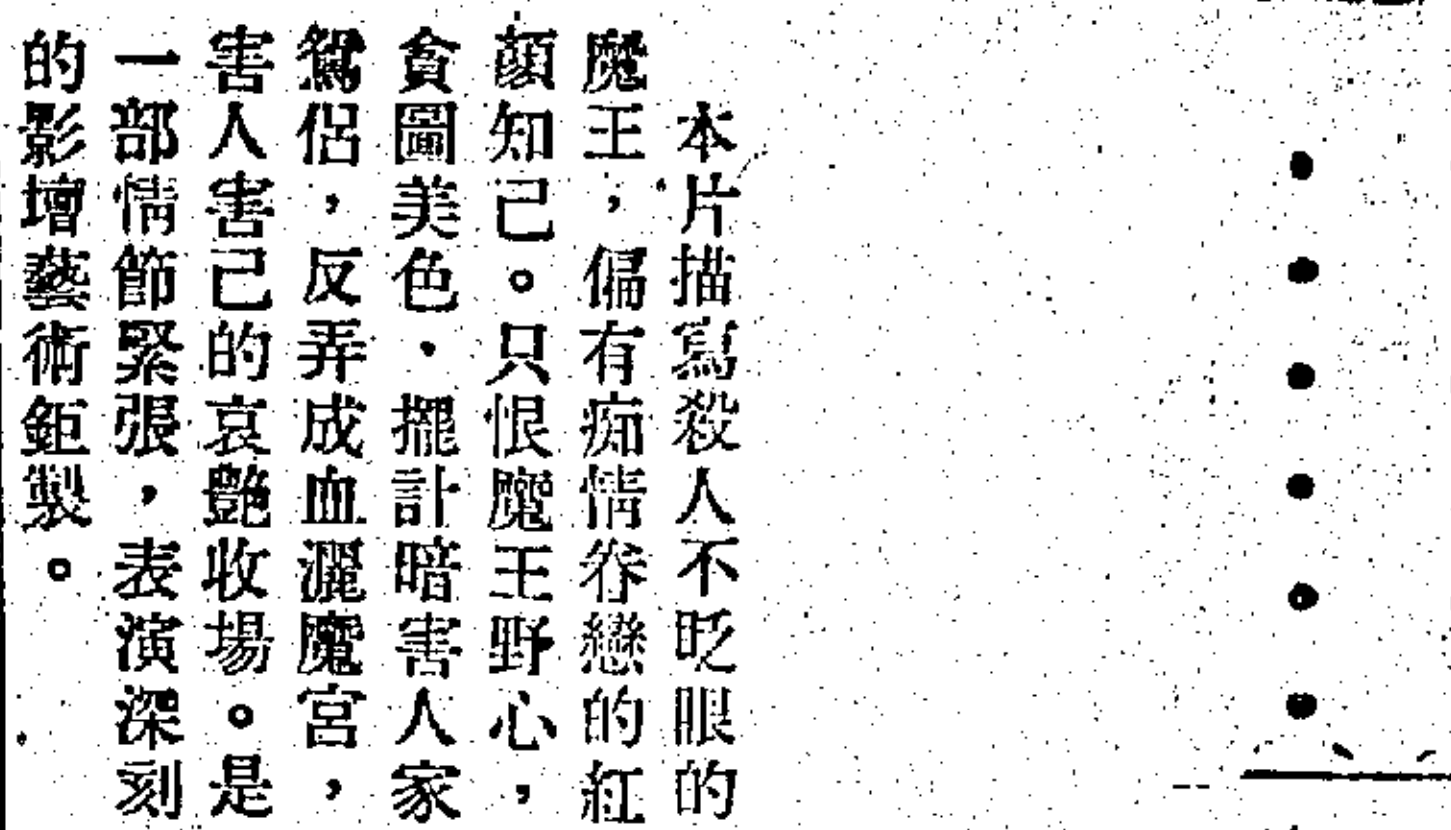 本片描寫殺人不眨眼的
魔王，偏有痴情眷戀的紅
顏知己。只恨魔王野心，
貪圖美色，擺計暗害人家
鴛侶，反弄成血灑魔宮，
害人害己的哀艷收場。是
一部情節緊張，表演深刻
的影壇藝術鉅製。